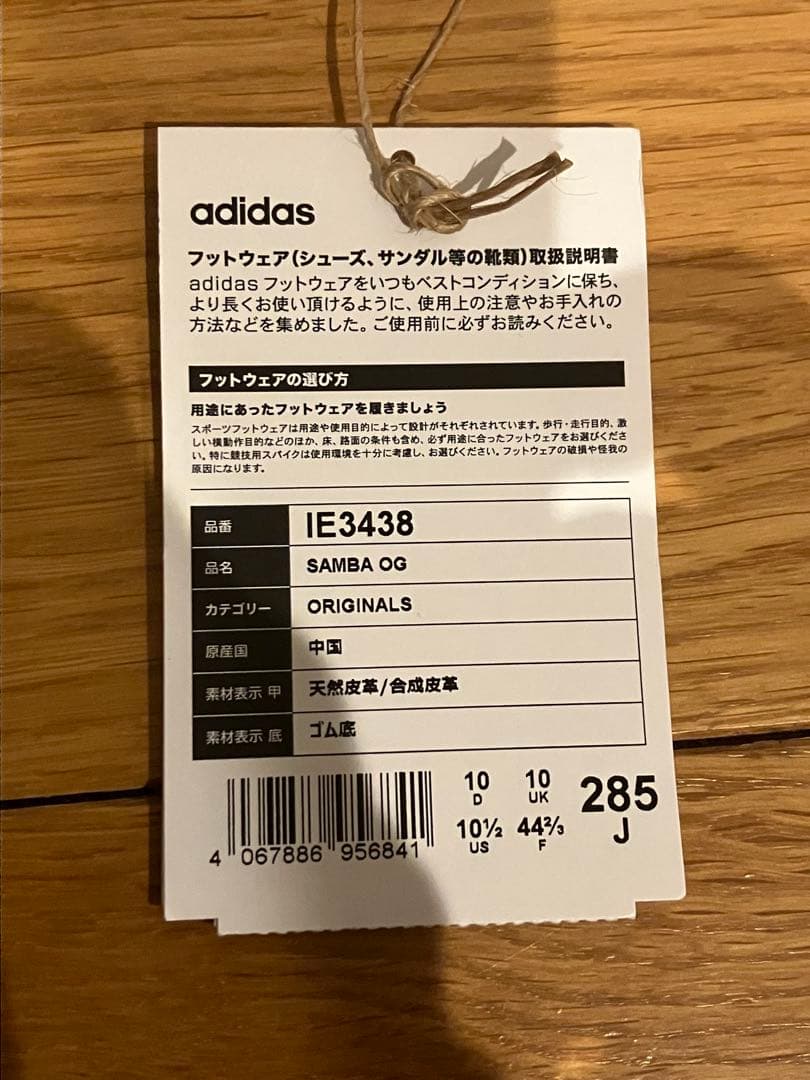 adidas
フットウェア(シューズ、サンダル等の靴類)取扱説明書
adidas フットウェアをいつもベストコンディションに保ち、
より長くお使い頂けるように、使用上の注意やお手入れの
方法などを集めました。ご使用前に必ずお読みください。
フットウェアの選び方
用途にあったフットウェアを履きましょう
スポーツフットウェアは用途や使用目的によって設計がそれぞれされています。歩行・走行目的、激
しい横動作目的などのほか、床、路面の条件も含め、必ず用途に合ったフットウェアをお選びくださ
い。特に競技用スパイクは使用環境を十分に考慮し、お選びください。フットウェアの破損や怪我の
原因になります。
品番 IE3438
品名 SAMBA OG
カテゴリー ORIGINALS
原産国 中国
素材表示 甲 天然皮革/合成皮革
素材表示 底 ゴム底
10 10 285
D UK J
10½ 44⅔
US F
4 067886 956841